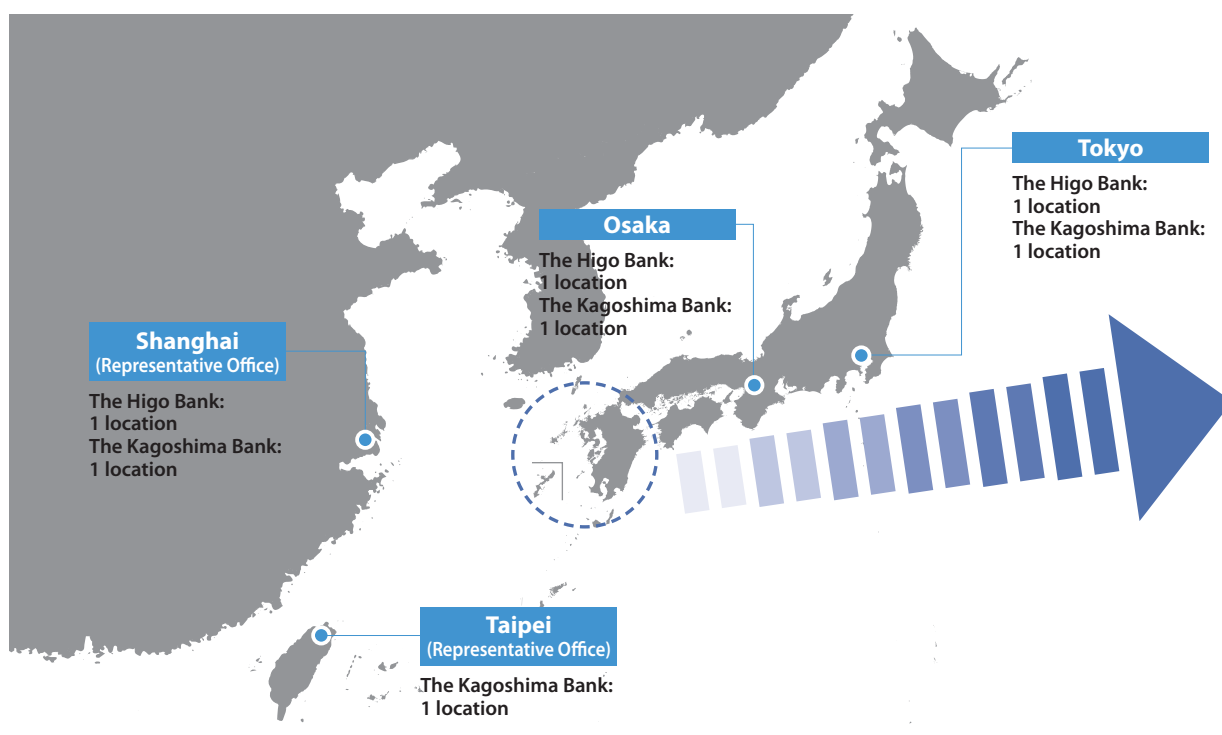 Tokyo
The Higo Bank:
1 location
The Kagoshima Bank:
1 location
Osaka
The Higo Bank:
1 location
The Kagoshima Bank:
1 location
Shanghai
(Representative Office)
The Higo Bank:
1 location
The Kagoshima Bank:
1 location
Taipei
(Representative Office)
The Kagoshima Bank:
1 location